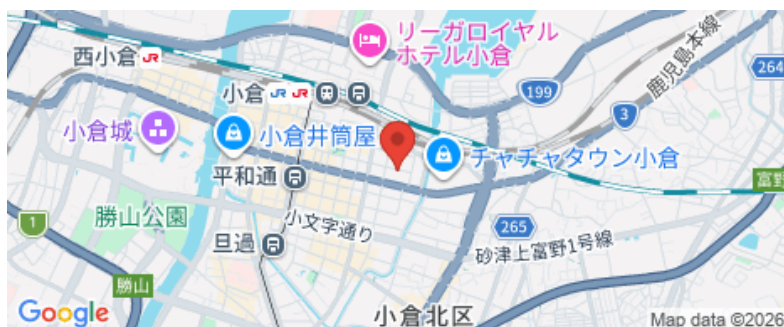 リーガロイヤル
ホテル小倉
西小倉 JR
小倉 JR JR
鹿児島本線
264
199
3
小倉城
小倉井筒屋
チャチャタウン小倉
平和通
富野
勝山公園
1
小文字通り
265
旦過
砂津上富野1号線
勝山
小倉北区
Google
Map data ©2026